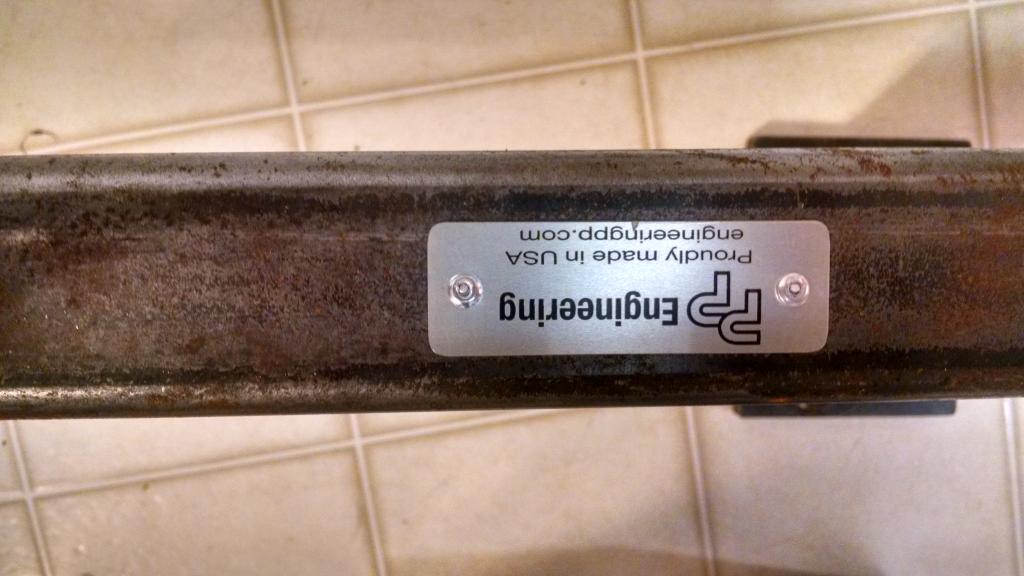 PP Engineering
Proudly made in USA
engineeringpp.com